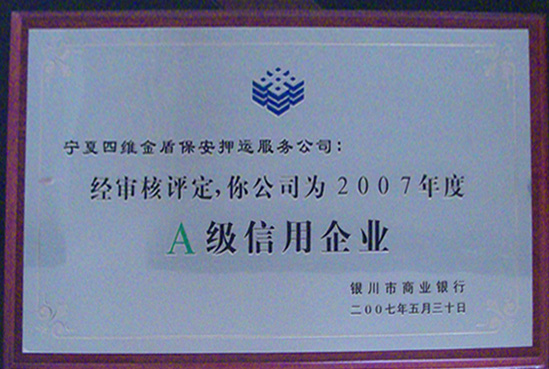 宁夏四维金盾保安押运服务公司：
经审核评定，你公司为2007年度
A级信用企业
银川市商业银行
二00七年五月三十日